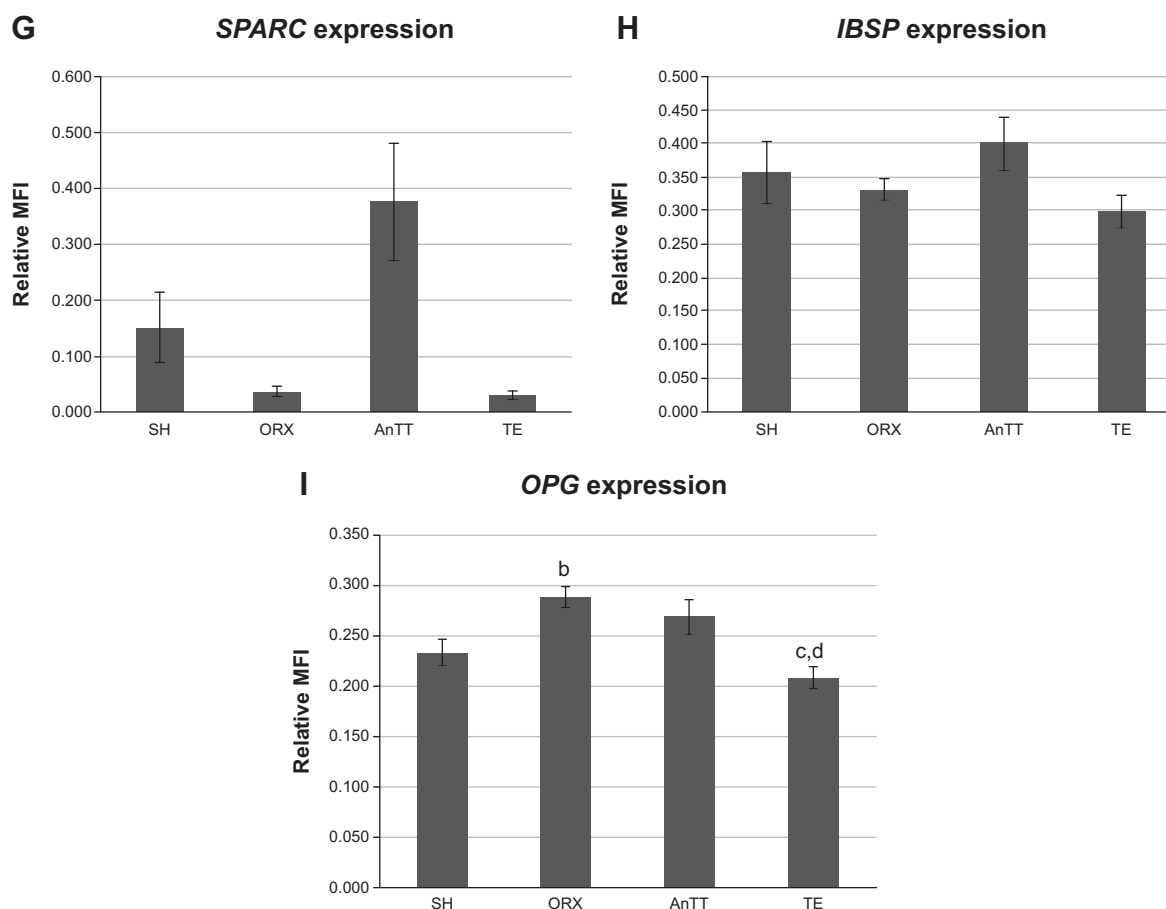 G
SPARC expression
0.600
0.500
0.400
0.300
0.200
0.100
0.000
Relative MFI
SH ORX AnTT TE
H
IBSP expression
0.500
0.450
0.400
0.350
0.300
0.250
0.200
0.150
0.100
0.050
0.000
Relative MFI
SH ORX AnTT TE
I
OPG expression
0.350
0.300
0.250
0.200
0.150
0.100
0.050
0.000
Relative MFI
b
c,d
SH ORX AnTT TE